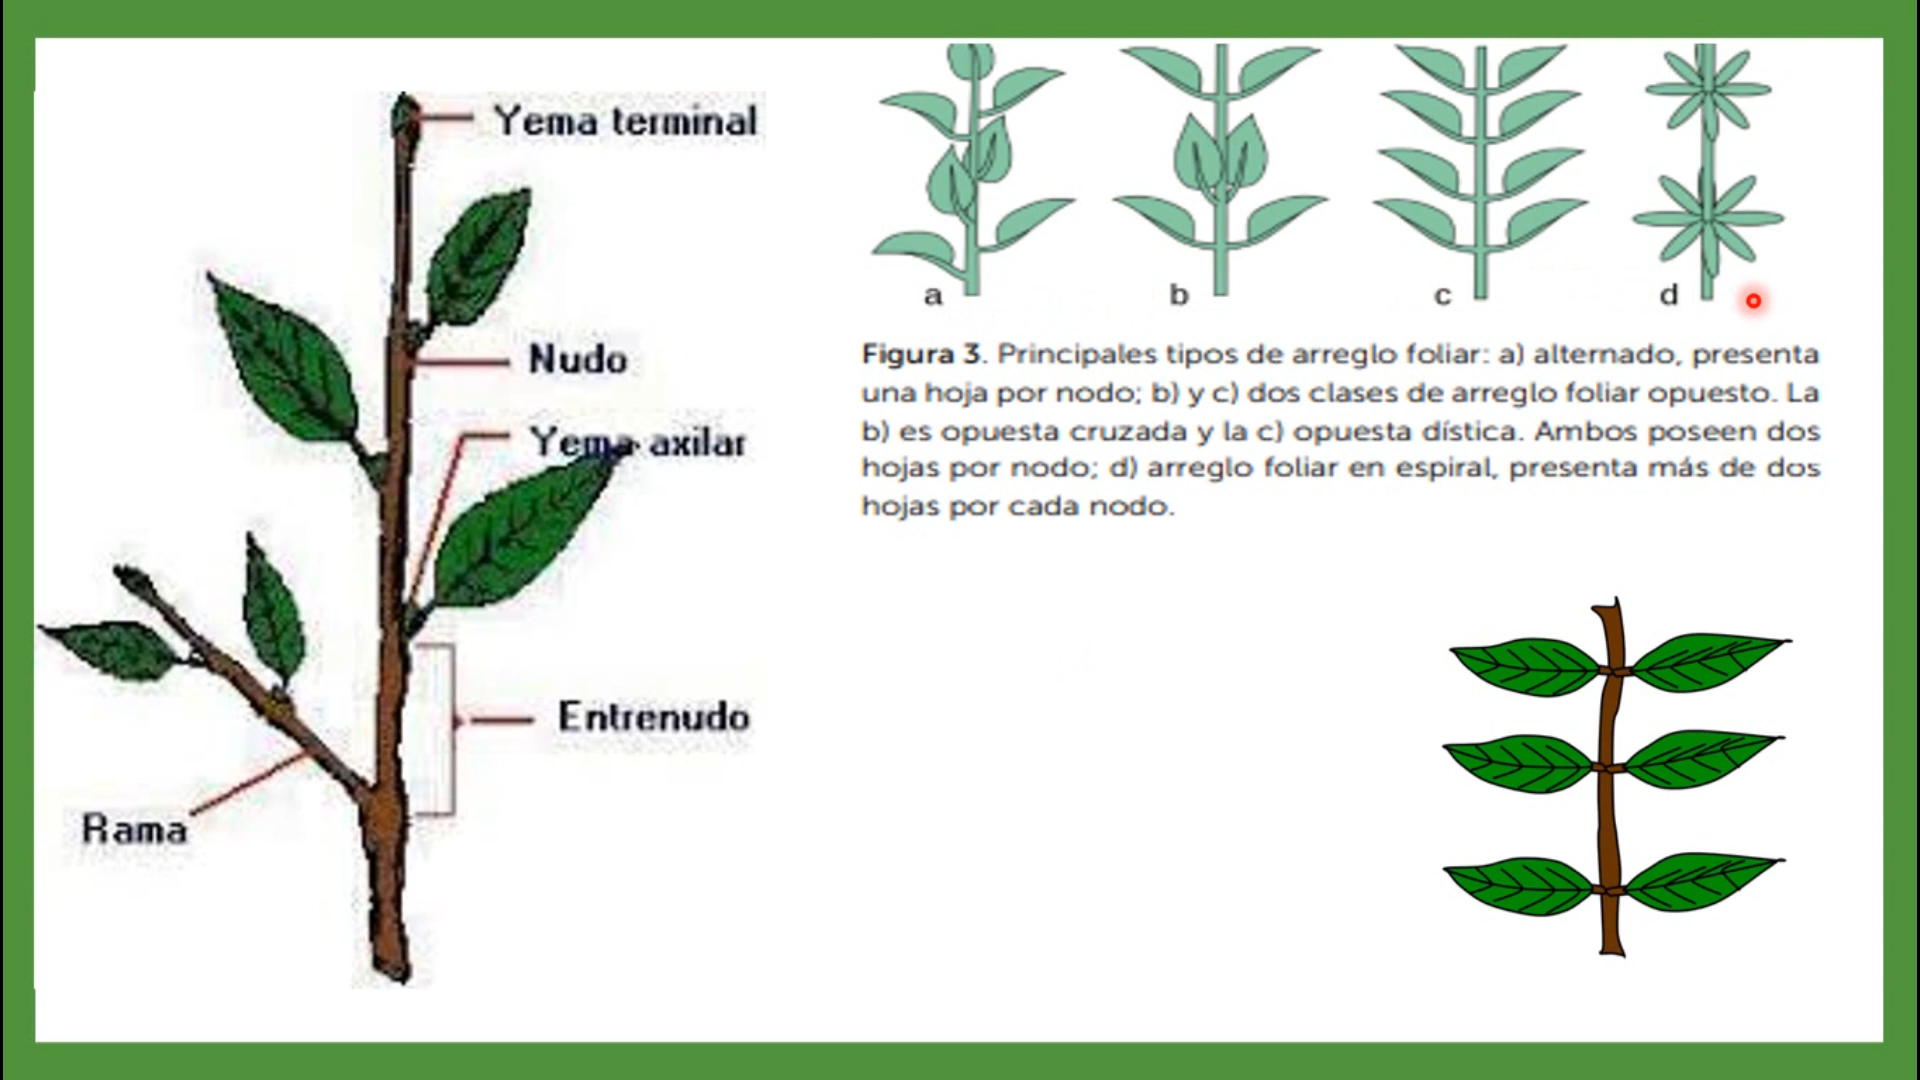 Yema terminal
Nudo
Yema axilar
Entrenudo
Rama
a b c d
Figura 3. Principales tipos de arreglo foliar: a) alternado, presenta
una hoja por nodo; b) y c) dos clases de arreglo foliar opuesto. La
b) es opuesta cruzada y la c) opuesta dística. Ambos poseen dos
hojas por nodo; d) arreglo foliar en espiral, presenta más de dos
hojas por cada nodo.